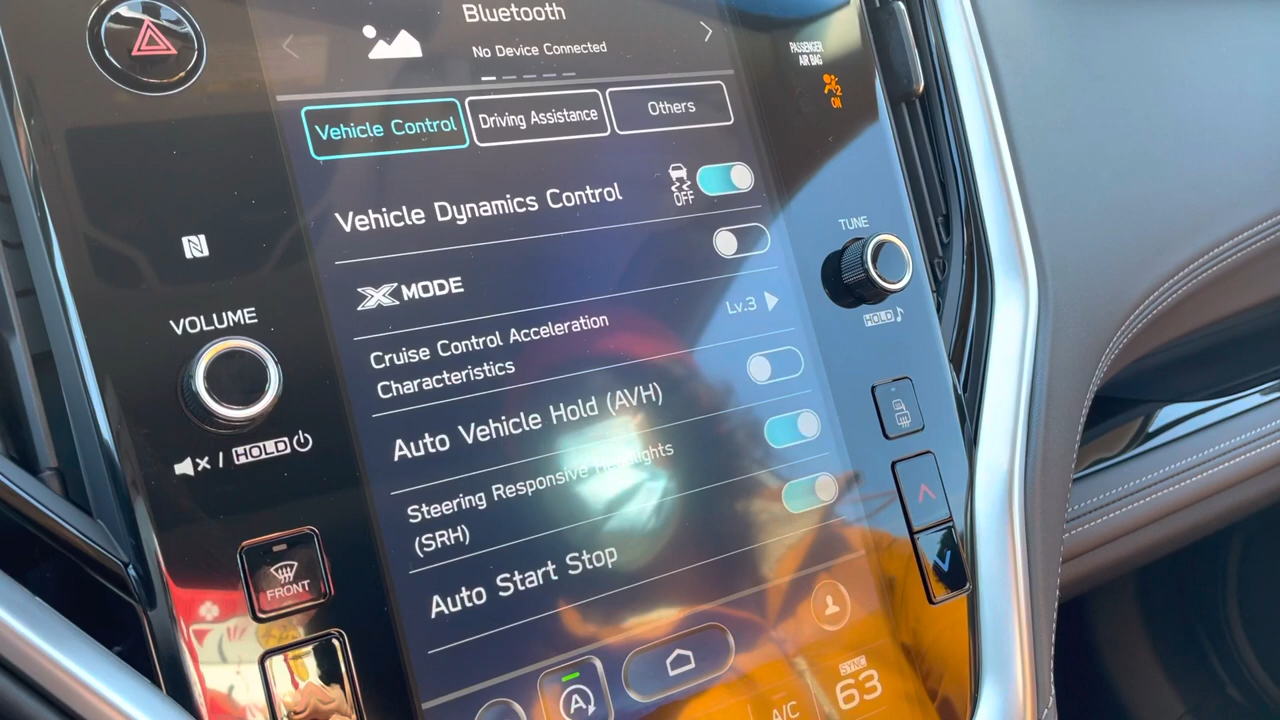 Bluetooth
No Device Connected
PASSENGER
AIR BAG
2
ON
Vehicle Control
Driving Assistance
Others
Vehicle Dynamics Control
OFF
X MODE
TUNE
HOLD
VOLUME
Cruise Control Acceleration
Characteristics
Lv.3
Auto Vehicle Hold (AVH)
/ HOLD
Steering Responsive Headlights
(SRH)
FRONT
Auto Start Stop
A
A/C
SYNC
63